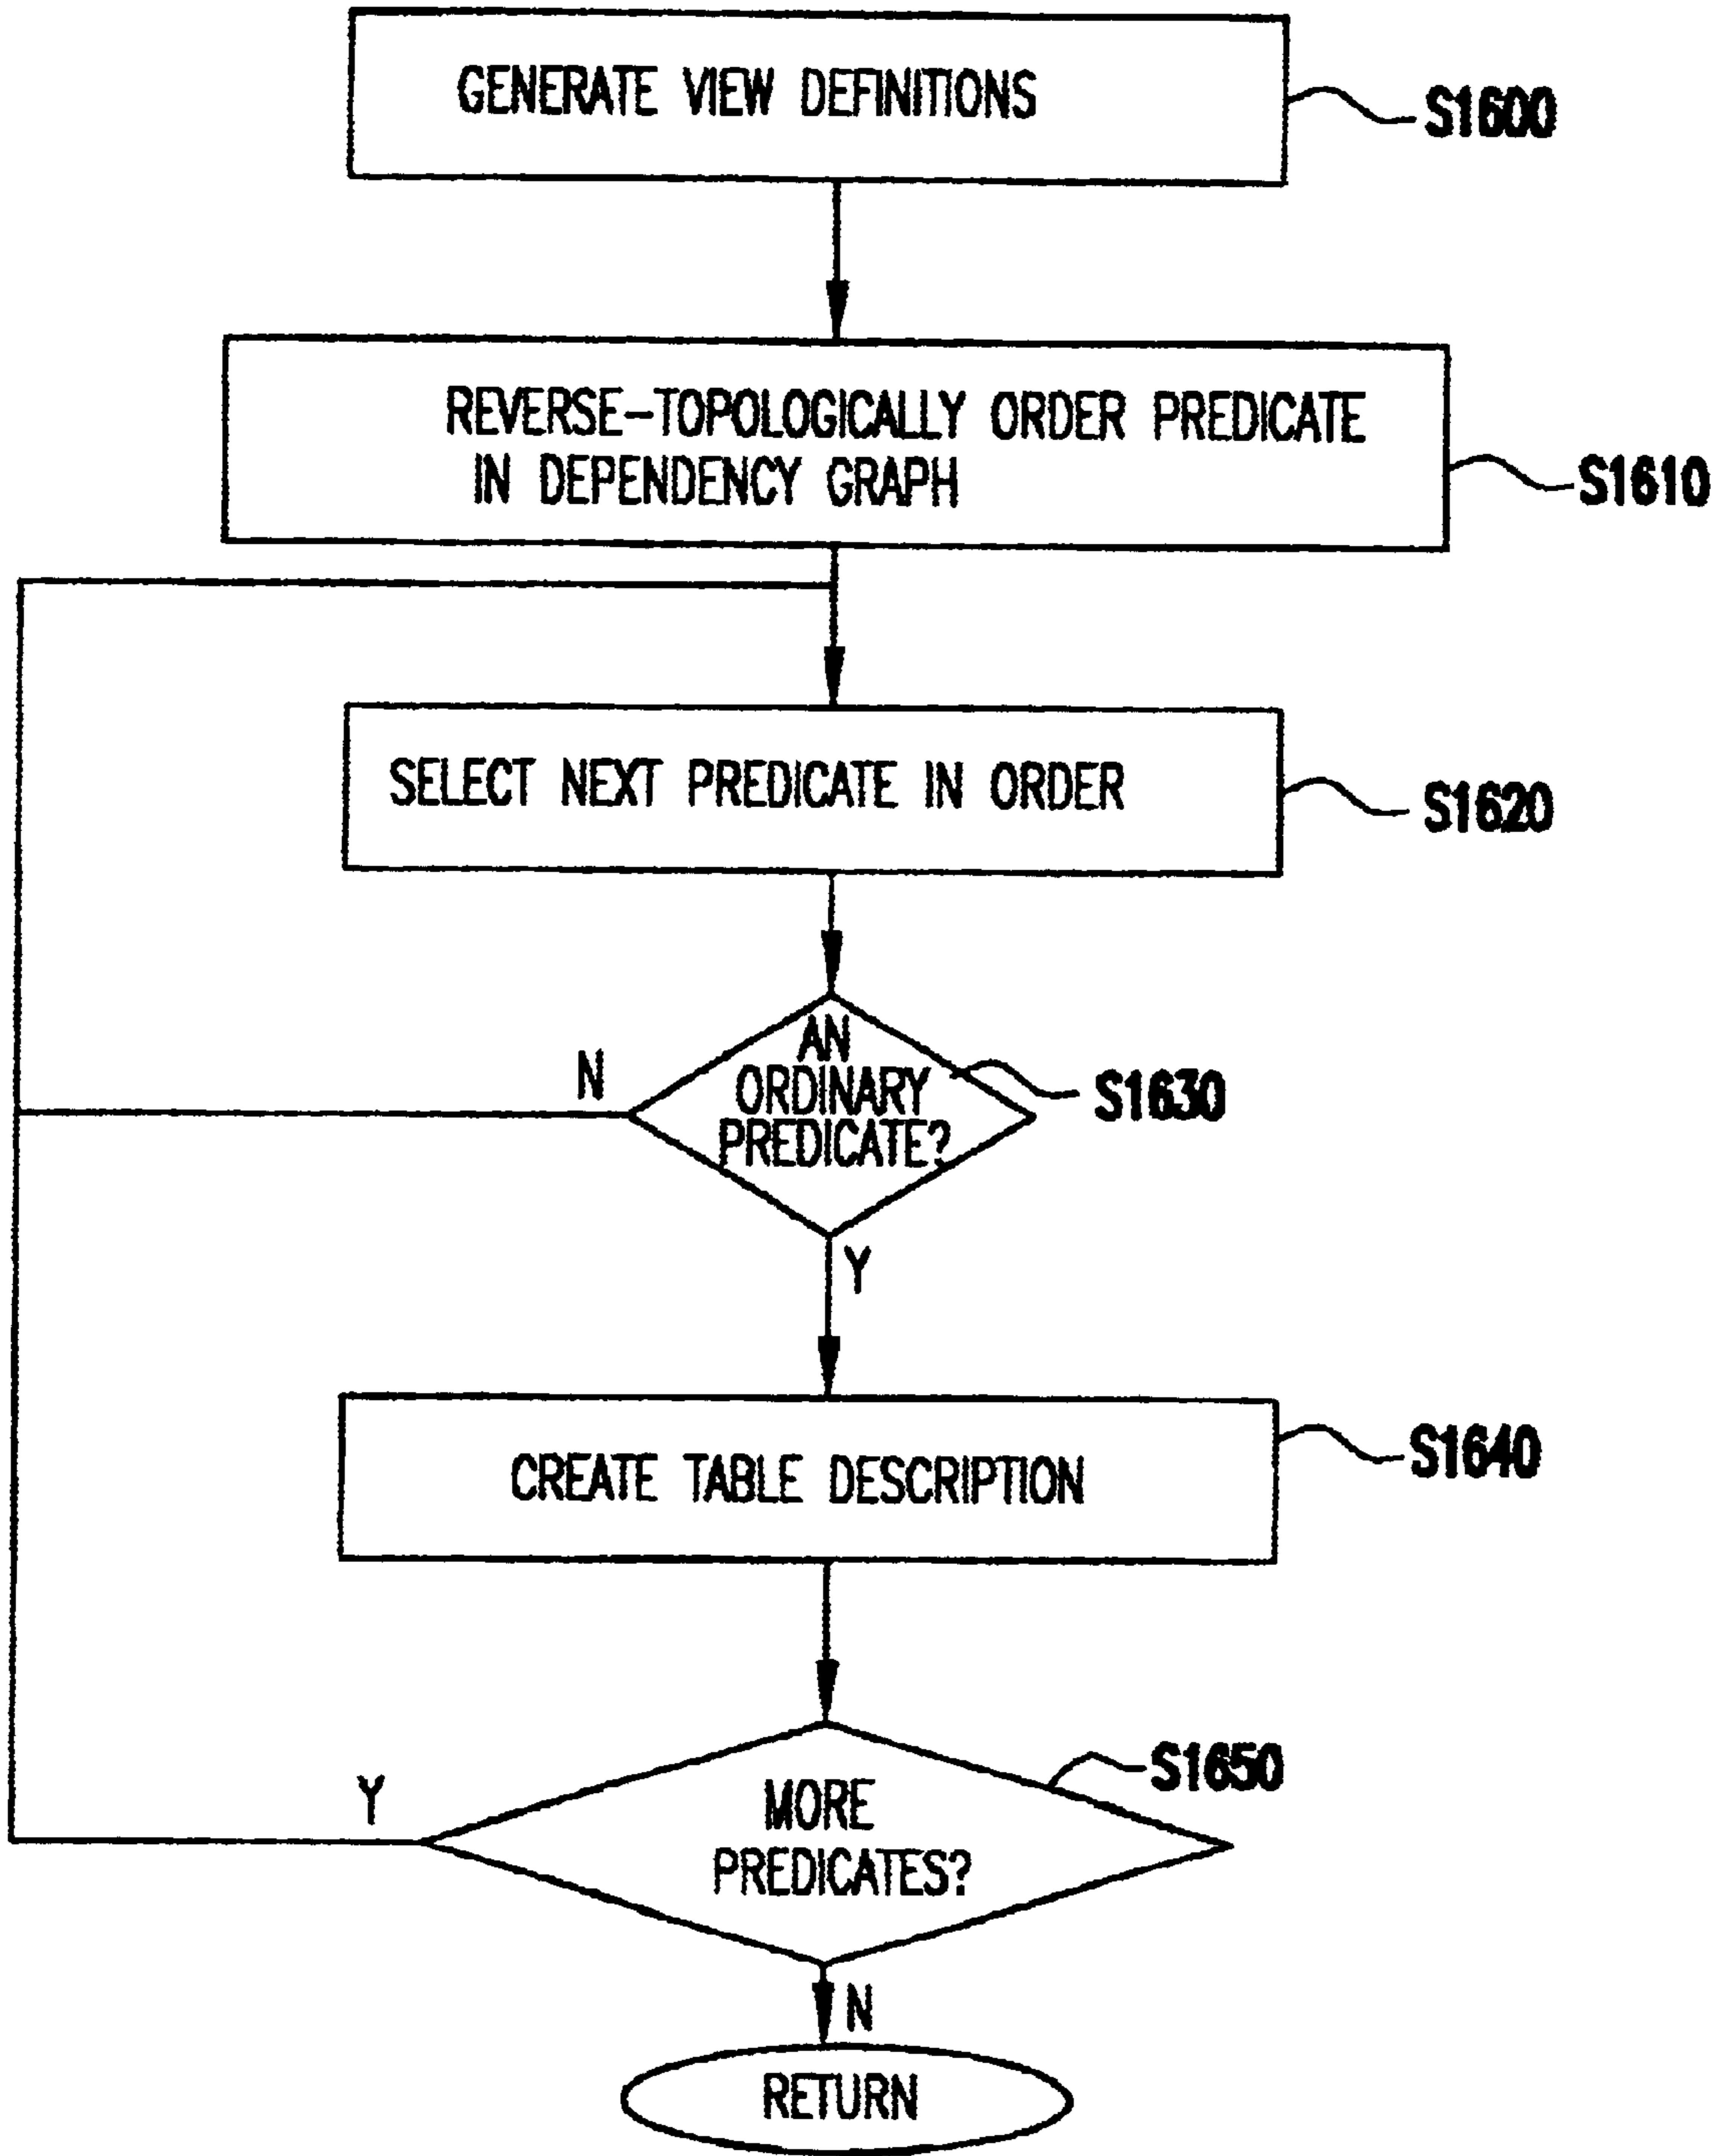 GENERATE VIEW DEFINITIONS
S1600
REVERSE-TOPOLOGICALLY ORDER PREDICATE
IN DEPENDENCY GRAPH
S1610
SELECT NEXT PREDICATE IN ORDER
S1620
N
AN
ORDINARY
PREDICATE?
S1630
Y
CREATE TABLE DESCRIPTION
S1640
Y
MORE
PREDICATES?
S1650
N
RETURN